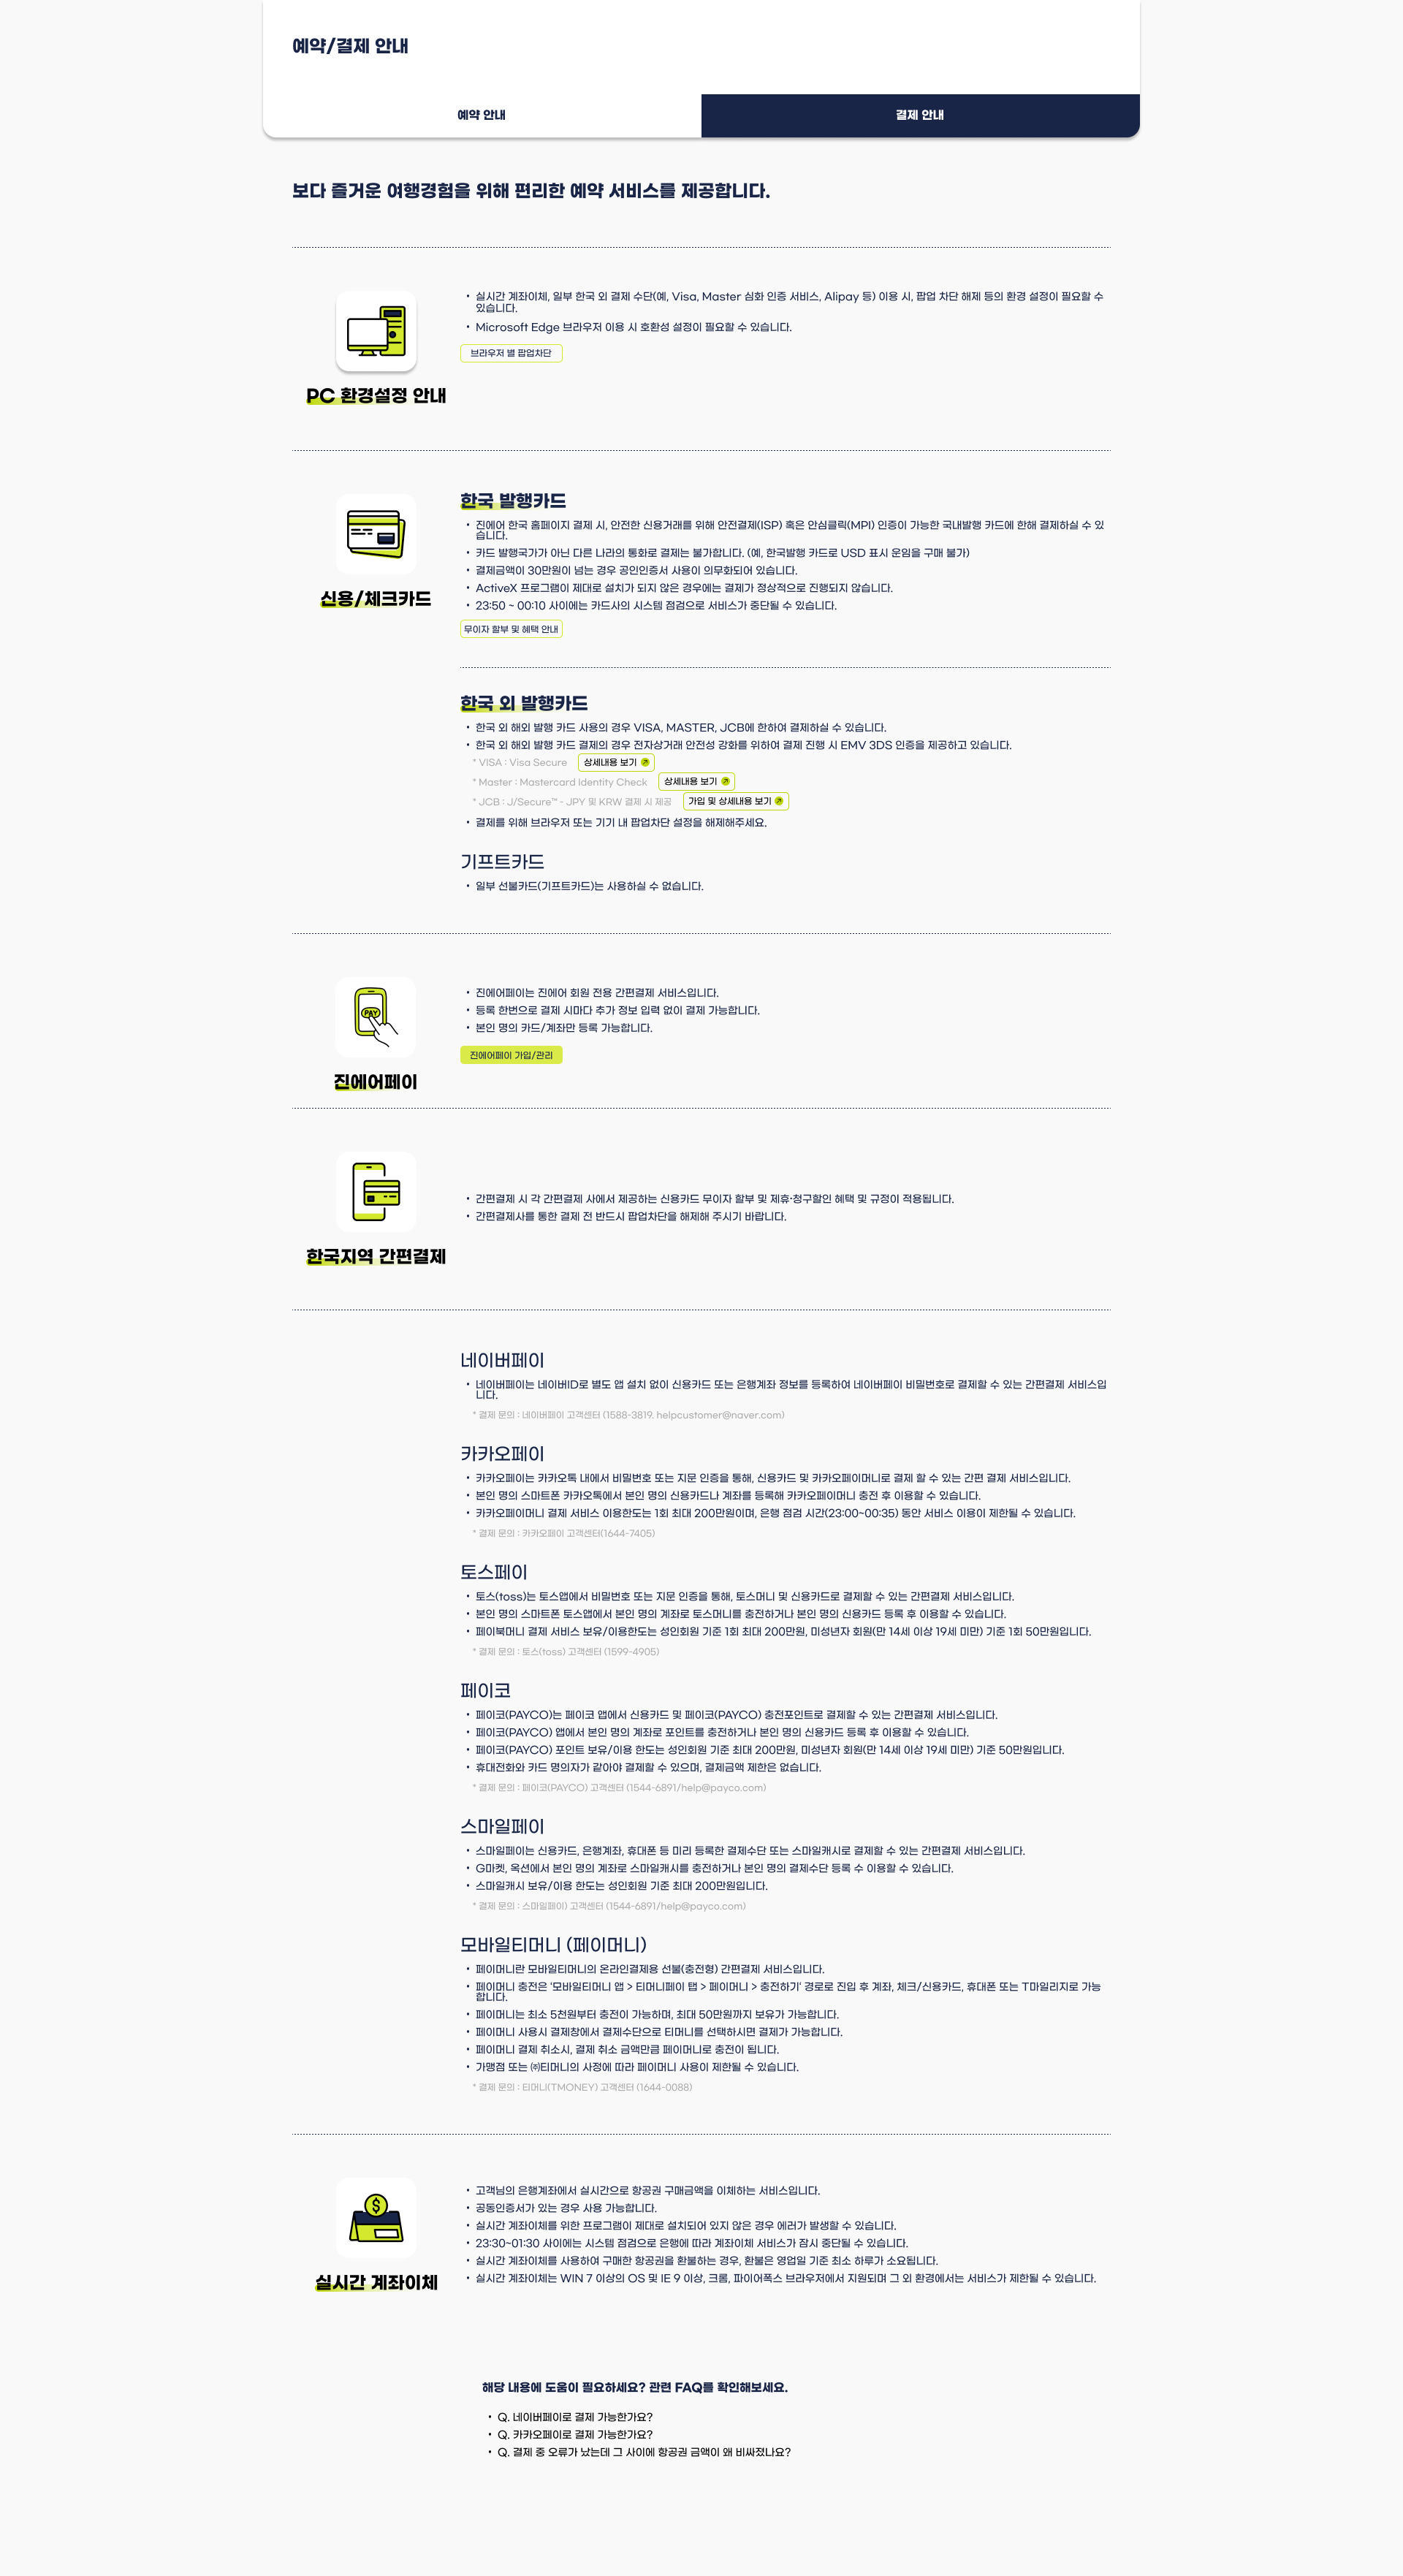 예약/결제 안내
예약 안내
결제 안내
보다 즐거운 여행경험을 위해 편리한 예약 서비스를 제공합니다.
PC 환경설정 안내
• 실시간 계좌이체, 일부 한국 외 결제 수단(예, Visa, Master 심화 인증 서비스, Alipay 등) 이용 시, 팝업 차단 해제 등의 환경 설정이 필요할 수
있습니다.
• Microsoft Edge 브라우저 이용 시 호환성 설정이 필요할 수 있습니다.
브라우저 별 팝업차단
신용/체크카드
한국 발행카드
• 진에어 한국 홈페이지 결제 시, 안전한 신용거래를 위해 안전결제(ISP) 혹은 안심클릭(MPI) 인증이 가능한 국내발행 카드에 한해 결제하실 수 있
습니다.
• 카드 발행국가가 아닌 다른 나라의 통화로 결제는 불가합니다. (예, 한국발행 카드로 USD 표시 운임을 구매 불가)
• 결제금액이 30만원이 넘는 경우 공인인증서 사용이 의무화되어 있습니다.
• ActiveX 프로그램이 제대로 설치가 되지 않은 경우에는 결제가 정상적으로 진행되지 않습니다.
• 23:50 ~ 00:10 사이에는 카드사의 시스템 점검으로 서비스가 중단될 수 있습니다.
무이자 할부 및 혜택 안내
한국 외 발행카드
• 한국 외 해외 발행 카드 사용의 경우 VISA, MASTER, JCB에 한하여 결제하실 수 있습니다.
• 한국 외 해외 발행 카드 결제의 경우 전자상거래 안전성 강화를 위하여 결제 진행 시 EMV 3DS 인증을 제공하고 있습니다.
* VISA : Visa Secure 상세내용 보기
* Master : Mastercard Identity Check 상세내용 보기
* JCB : J/Secure™ - JPY 및 KRW 결제 시 제공 가입 및 상세내용 보기
• 결제를 위해 브라우저 또는 기기 내 팝업차단 설정을 해제해주세요.
기프트카드
• 일부 선불카드(기프트카드)는 사용하실 수 없습니다.
PAY
진에어페이
• 진에어페이는 진에어 회원 전용 간편결제 서비스입니다.
• 등록 한번으로 결제 시마다 추가 정보 입력 없이 결제 가능합니다.
• 본인 명의 카드/계좌만 등록 가능합니다.
진에어페이 가입/관리
한국지역 간편결제
• 간편결제 시 각 간편결제 사에서 제공하는 신용카드 무이자 할부 및 제휴·청구할인 혜택 및 규정이 적용됩니다.
• 간편결제사를 통한 결제 전 반드시 팝업차단을 해제해 주시기 바랍니다.
네이버페이
• 네이버페이는 네이버ID로 별도 앱 설치 없이 신용카드 또는 은행계좌 정보를 등록하여 네이버페이 비밀번호로 결제할 수 있는 간편결제 서비스입
니다.
* 결제 문의 : 네이버페이 고객센터 (1588-3819. helpcustomer@naver.com)
카카오페이
• 카카오페이는 카카오톡 내에서 비밀번호 또는 지문 인증을 통해, 신용카드 및 카카오페이머니로 결제 할 수 있는 간편 결제 서비스입니다.
• 본인 명의 스마트폰 카카오톡에서 본인 명의 신용카드나 계좌를 등록해 카카오페이머니 충전 후 이용할 수 있습니다.
• 카카오페이머니 결제 서비스 이용한도는 1회 최대 200만원이며, 은행 점검 시간(23:00~00:35) 동안 서비스 이용이 제한될 수 있습니다.
* 결제 문의 : 카카오페이 고객센터(1644-7405)
토스페이
• 토스(toss)는 토스앱에서 비밀번호 또는 지문 인증을 통해, 토스머니 및 신용카드로 결제할 수 있는 간편결제 서비스입니다.
• 본인 명의 스마트폰 토스앱에서 본인 명의 계좌로 토스머니를 충전하거나 본인 명의 신용카드 등록 후 이용할 수 있습니다.
• 페이북머니 결제 서비스 보유/이용한도는 성인회원 기준 1회 최대 200만원, 미성년자 회원(만 14세 이상 19세 미만) 기준 1회 50만원입니다.
* 결제 문의 : 토스(toss) 고객센터 (1599-4905)
페이코
• 페이코(PAYCO)는 페이코 앱에서 신용카드 및 페이코(PAYCO) 충전포인트로 결제할 수 있는 간편결제 서비스입니다.
• 페이코(PAYCO) 앱에서 본인 명의 계좌로 포인트를 충전하거나 본인 명의 신용카드 등록 후 이용할 수 있습니다.
• 페이코(PAYCO) 포인트 보유/이용 한도는 성인회원 기준 최대 200만원, 미성년자 회원(만 14세 이상 19세 미만) 기준 50만원입니다.
• 휴대전화와 카드 명의자가 같아야 결제할 수 있으며, 결제금액 제한은 없습니다.
* 결제 문의 : 페이코(PAYCO) 고객센터 (1544-6891/help@payco.com)
스마일페이
• 스마일페이는 신용카드, 은행계좌, 휴대폰 등 미리 등록한 결제수단 또는 스마일캐시로 결제할 수 있는 간편결제 서비스입니다.
• G마켓, 옥션에서 본인 명의 계좌로 스마일캐시를 충전하거나 본인 명의 결제수단 등록 수 이용할 수 있습니다.
• 스마일캐시 보유/이용 한도는 성인회원 기준 최대 200만원입니다.
* 결제 문의 : 스마일페이) 고객센터 (1544-6891/help@payco.com)
모바일티머니 (페이머니)
• 페이머니란 모바일티머니의 온라인결제용 선불(충전형) 간편결제 서비스입니다.
• 페이머니 충전은 '모바일티머니 앱 > 티머니페이 탭 > 페이머니 > 충전하기' 경로로 진입 후 계좌, 체크/신용카드, 휴대폰 또는 T마일리지로 가능
합니다.
• 페이머니는 최소 5천원부터 충전이 가능하며, 최대 50만원까지 보유가 가능합니다.
• 페이머니 사용시 결제창에서 결제수단으로 티머니를 선택하시면 결제가 가능합니다.
• 페이머니 결제 취소시, 결제 취소 금액만큼 페이머니로 충전이 됩니다.
• 가맹점 또는 ㈜티머니의 사정에 따라 페이머니 사용이 제한될 수 있습니다.
* 결제 문의 : 티머니(TMONEY) 고객센터 (1644-0088)
$
실시간 계좌이체
• 고객님의 은행계좌에서 실시간으로 항공권 구매금액을 이체하는 서비스입니다.
• 공동인증서가 있는 경우 사용 가능합니다.
• 실시간 계좌이체를 위한 프로그램이 제대로 설치되어 있지 않은 경우 에러가 발생할 수 있습니다.
• 23:30~01:30 사이에는 시스템 점검으로 은행에 따라 계좌이체 서비스가 잠시 중단될 수 있습니다.
• 실시간 계좌이체를 사용하여 구매한 항공권을 환불하는 경우, 환불은 영업일 기준 최소 하루가 소요됩니다.
• 실시간 계좌이체는 WIN 7 이상의 OS 및 IE 9 이상, 크롬, 파이어폭스 브라우저에서 지원되며 그 외 환경에서는 서비스가 제한될 수 있습니다.
해당 내용에 도움이 필요하세요? 관련 FAQ를 확인해보세요.
• Q. 네이버페이로 결제 가능한가요?
• Q. 카카오페이로 결제 가능한가요?
• Q. 결제 중 오류가 났는데 그 사이에 항공권 금액이 왜 비싸졌나요?